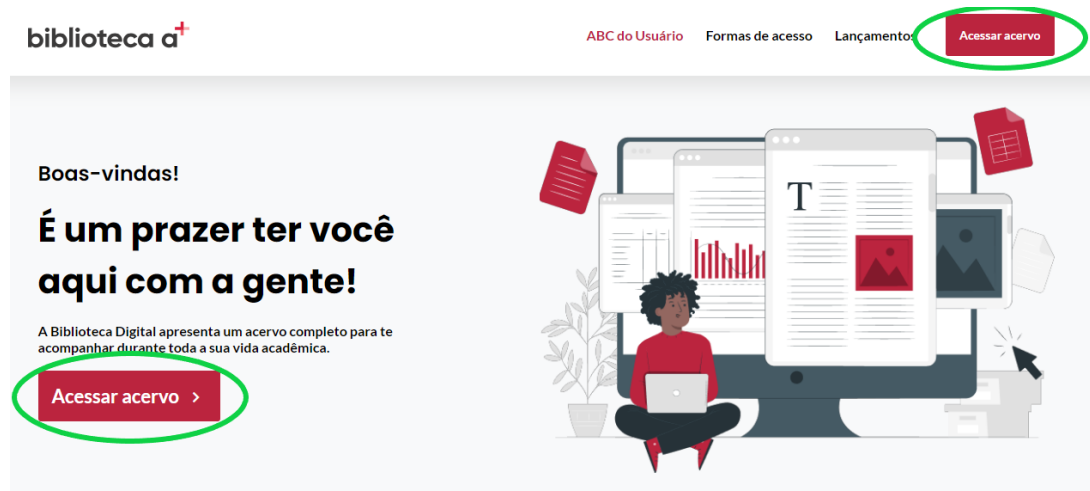 biblioteca a+
ABC do Usuário Formas de acesso Lançamentos Acessar acervo
Boas-vindas!
É um prazer ter você
aqui com a gente!
A Biblioteca Digital apresenta um acervo completo para te
acompanhar durante toda a sua vida acadêmica.
Acessar acervo >
T